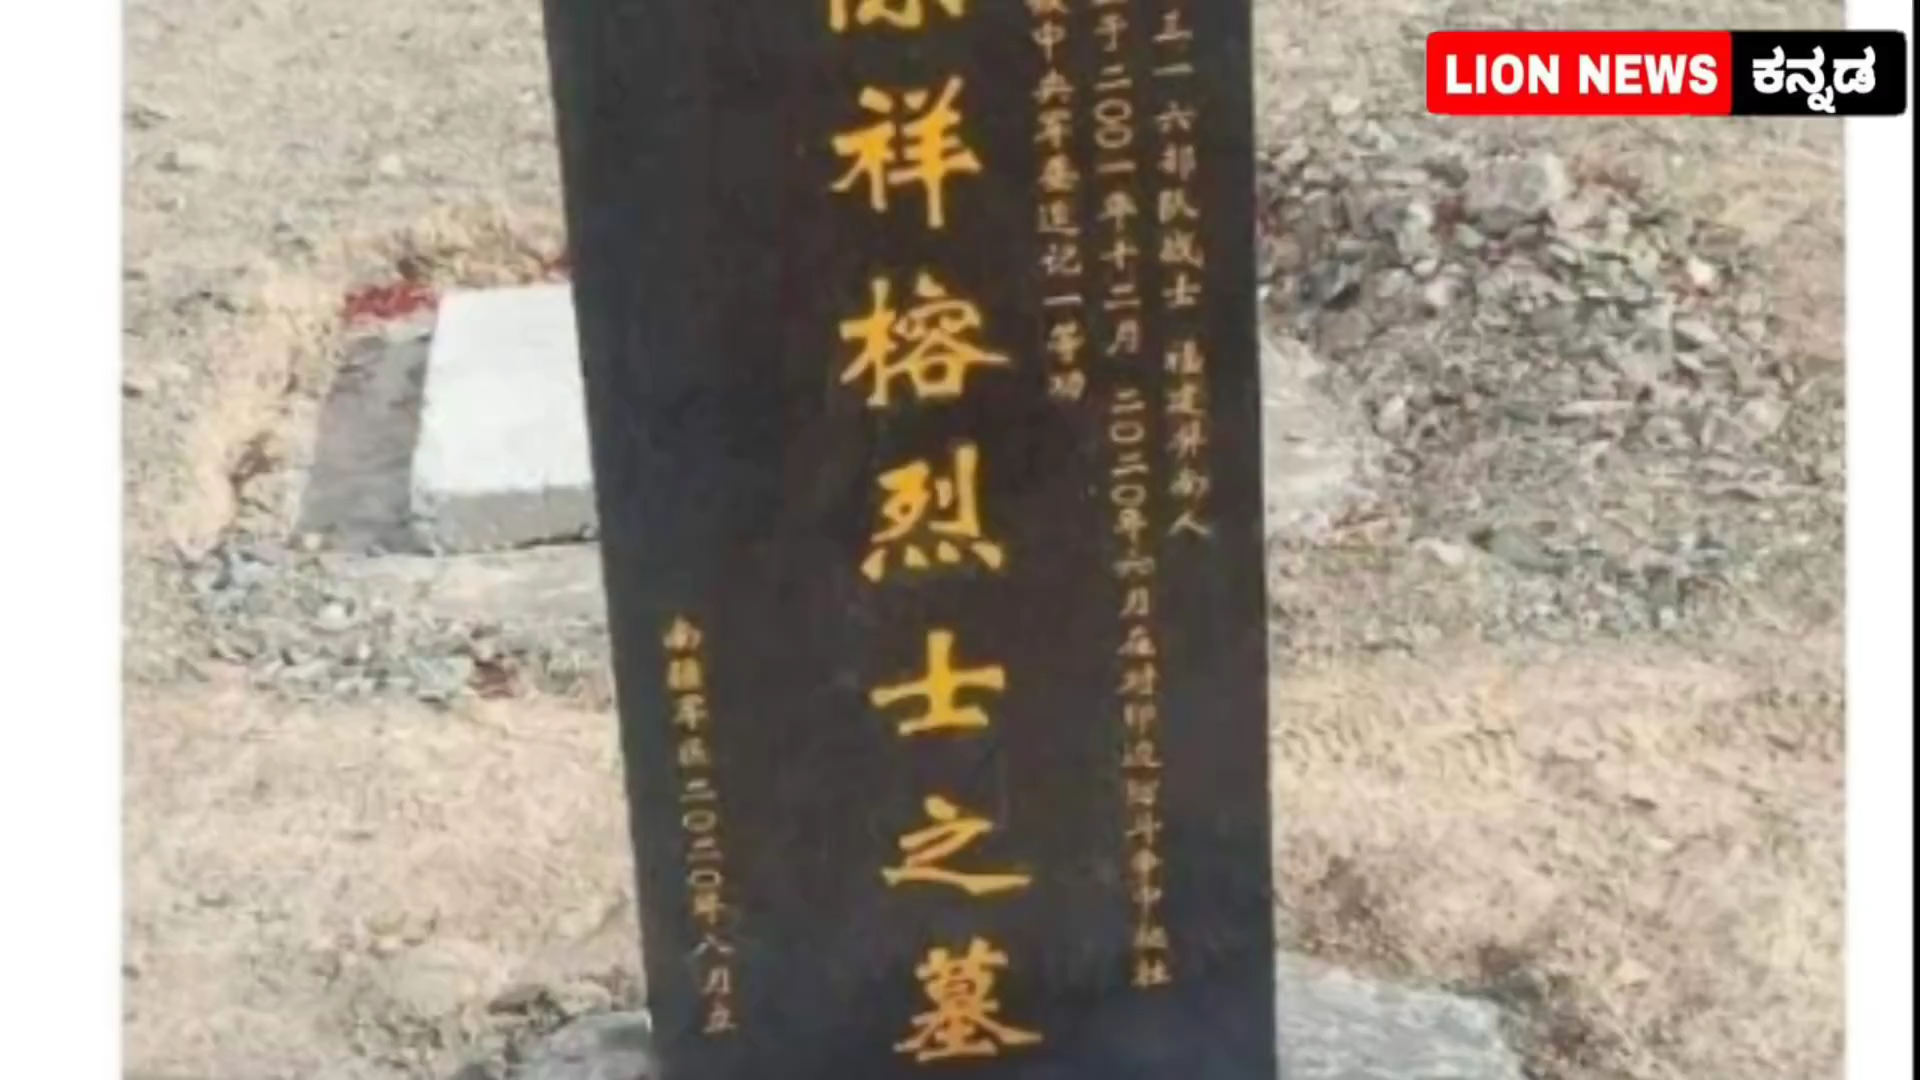 LION NEWS ಕನ್ನಡ
三一六部队战士 福建屏南人
于二〇〇一年十二月 二〇二〇年六月在对印边防斗争中牺牲
中央军委追记一等功
祥榕烈士之墓
南疆军区二〇二〇年八月立